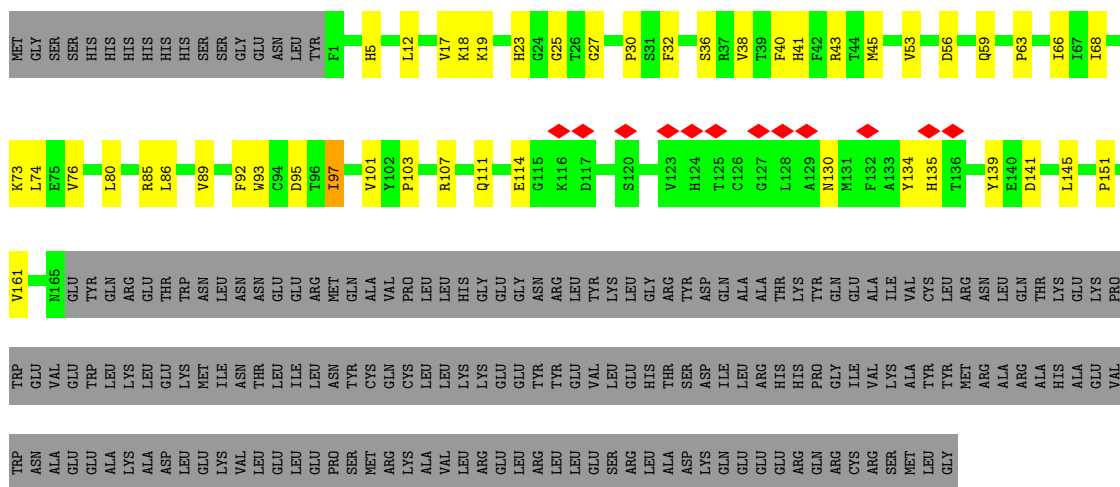 MET GLY SER SER HIS HIS HIS HIS HIS HIS SER SER GLY GLU ASN LEU TYR F1 H5 L12 V17 K18 K19 H23 G24 G25 T26 G27 P30 S31 F32 S36 R37 V38 T39 F40 H41 F42 R43 T44 M45 V53 D56 Q59 P63 I66 I67 I68
K73 L74 E75 V76 L80 R85 L86 V89 F92 W93 C94 D95 T96 I97 V101 Y102 P103 R107 Q111 E114 G115 K116 D117 S120 V123 H124 T125 C126 G127 L128 A129 N130 M131 F132 A133 Y134 H135 T136 Y139 E140 D141 L145 P151
V161 N165 GLU TYR GLN ARG GLU THR TRP ASN LEU ASN ASN GLU GLU ARG MET GLN ALA VAL PRO LEU LEU HIS GLY GLU GLY ASN ARG LEU TYR LYS LEU GLY ARG TYR ASP GLN ALA ALA THR LYS TYR GLN GLU ALA ILE VAL CYS LEU ARG ASN LEU GLN THR LYS GLU LYS PRO
TRP GLU VAL GLU TRP LEU LYS LEU GLU LYS MET ILE ASN THR LEU ILE LEU ASN TYR CYS GLN CYS LEU LEU LYS LYS GLU GLU TYR TYR GLU VAL LEU GLU HIS THR SER ASP ILE LEU ARG HIS HIS PRO GLY ILE VAL LYS ALA TYR TYR MET ARG ALA ARG ALA HIS ALA GLU VAL
TRP ASN ALA GLU GLU ALA LYS ALA ASP LEU GLU LYS VAL LEU GLU LEU GLU PRO SER MET ARG LYS ALA VAL LEU ARG GLU LEU ARG LEU LEU GLU SER ARG LEU ALA ASP LYS GLN GLU GLU GLU ARG GLN ARG CYS ARG SER MET LEU GLY